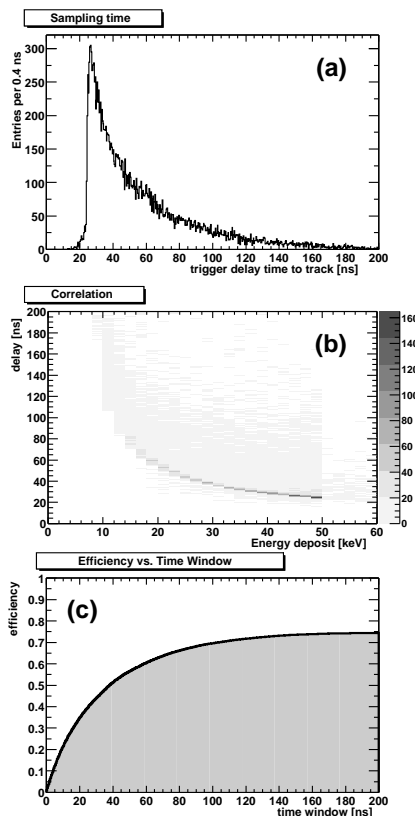 Sampling time
Entries per 0.4 ns
300
250
200
150
100
50
0
(a)
0 20 40 60 80 100 120 140 160 180 200
trigger delay time to track [ns]
Correlation
delay [ns]
200
180
160
140
120
100
80
60
40
20
0
(b)
160
140
120
100
80
60
40
20
0
0 10 20 30 40 50 60
Energy deposit [keV]
Efficiency vs. Time Window
efficiency
1
0.9
0.8
0.7
0.6
0.5
0.4
0.3
0.2
0.1
0
(c)
0 20 40 60 80 100 120 140 160 180 200
time window [ns]